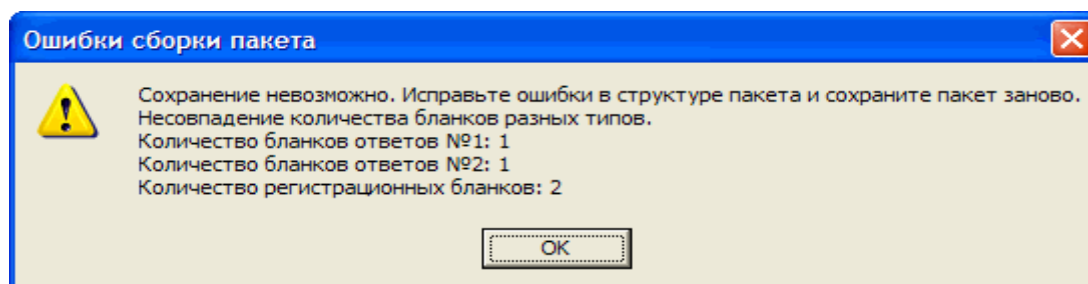 Ошибки сборки пакета
Сохранение невозможно. Исправьте ошибки в структуре пакета и сохраните пакет заново.
Несовпадение количества бланков разных типов.
Количество бланков ответов №1: 1
Количество бланков ответов №2: 1
Количество регистрационных бланков: 2
OK